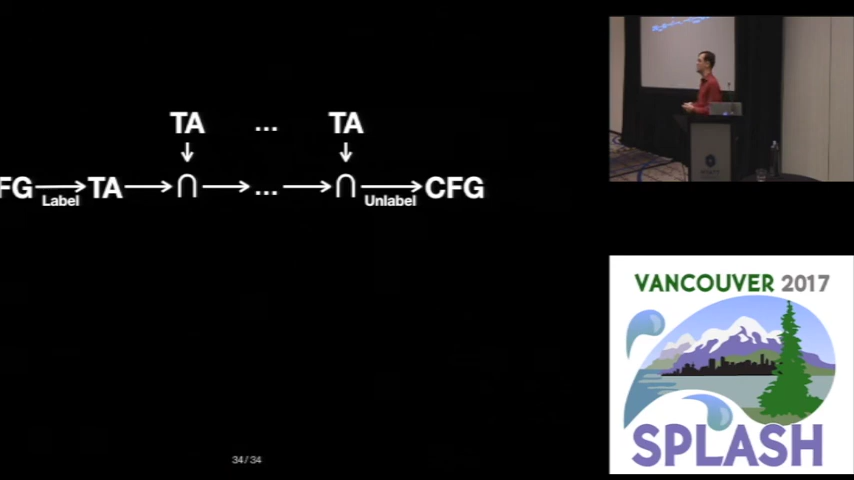 TA ... TA
FG TA ∩ ... ∩ CFG
Label Unlabel
34 / 34
VANCOUVER 2017
SPLASH